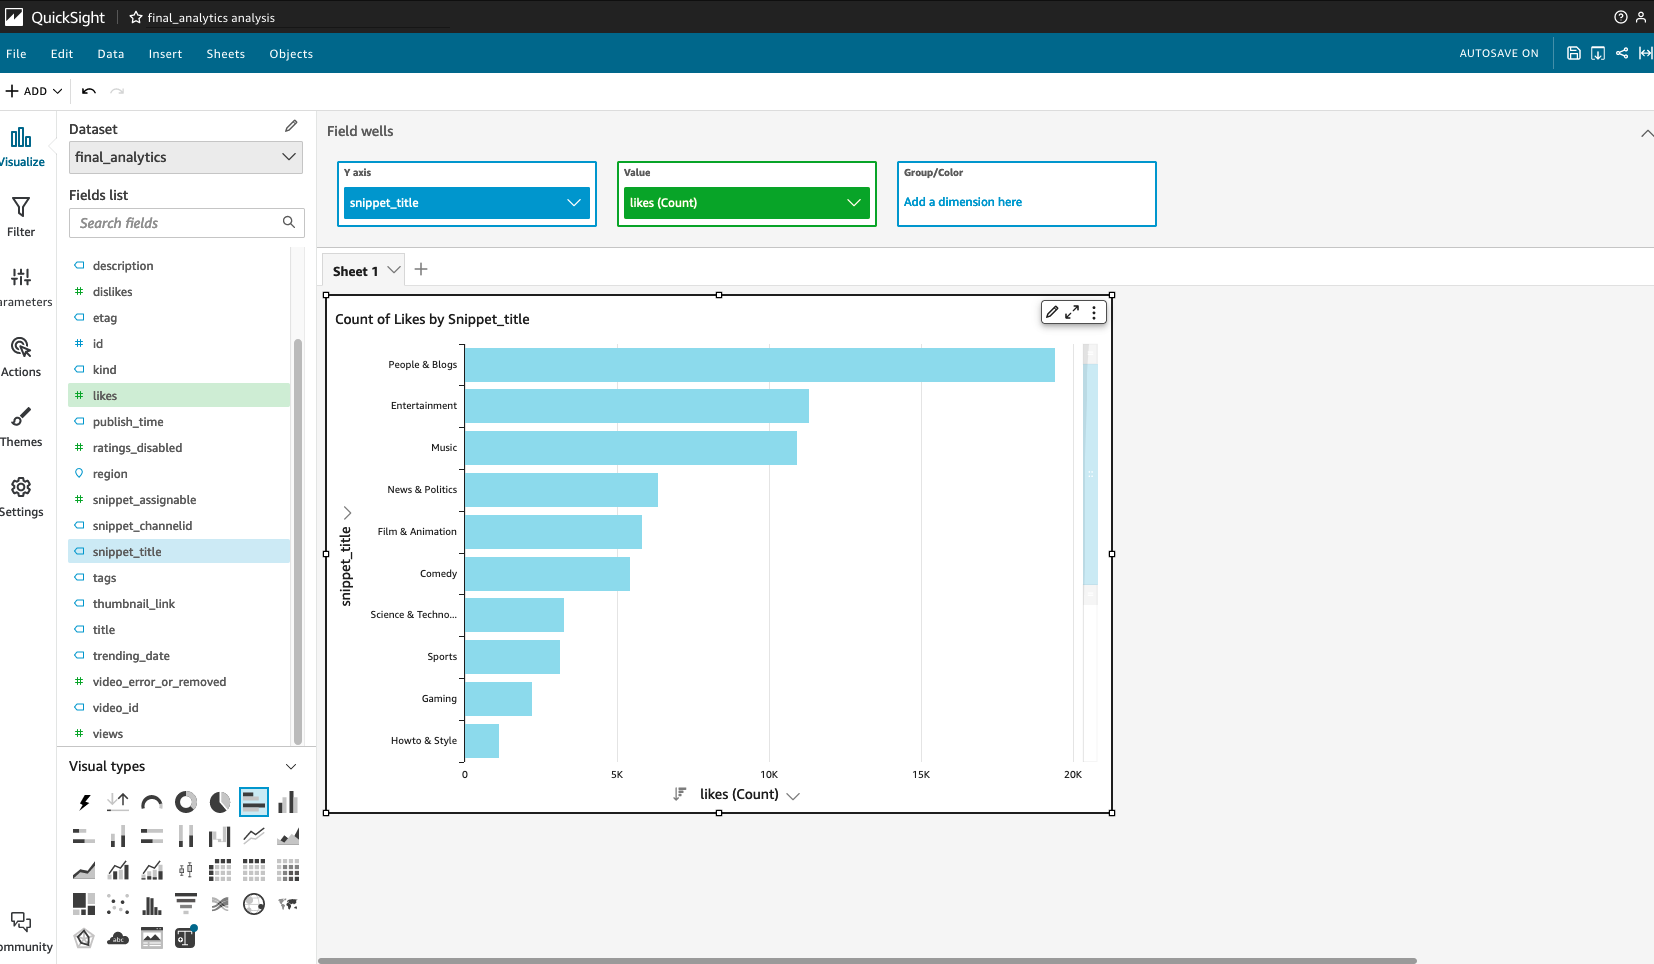 QuickSight
final_analytics analysis
File Edit Data Insert Sheets Objects
AUTOSAVE ON
ADD
Visualize
Filter
arameters
Actions
Themes
Settings
ommunity
Dataset
final_analytics
Fields list
Search fields
description
dislikes
etag
id
kind
likes
publish_time
ratings_disabled
region
snippet_assignable
snippet_channelid
snippet_title
tags
thumbnail_link
title
trending_date
video_error_or_removed
video_id
views
Visual types
abc
Field wells
Y axis
snippet_title
Value
likes (Count)
Group/Color
Add a dimension here
Sheet 1
Count of Likes by Snippet_title
snippet_title
People & Blogs
Entertainment
Music
News & Politics
Film & Animation
Comedy
Science & Techno...
Sports
Gaming
Howto & Style
0 5K 10K 15K 20K
likes (Count)